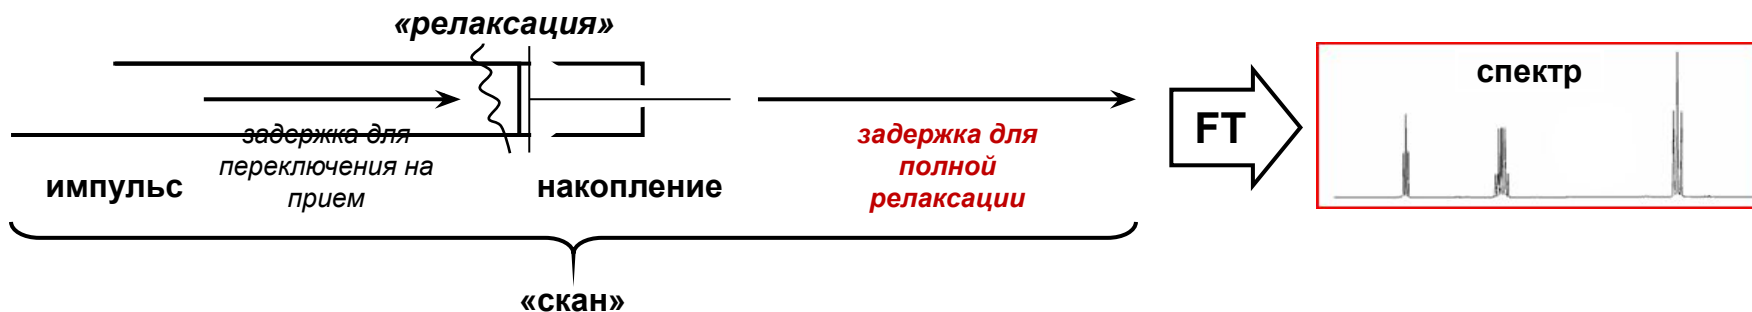 «релаксация»
задержка для
переключения на
прием
импульс
накопление
задержка для
полной
релаксации
«скан»
FT
спектр